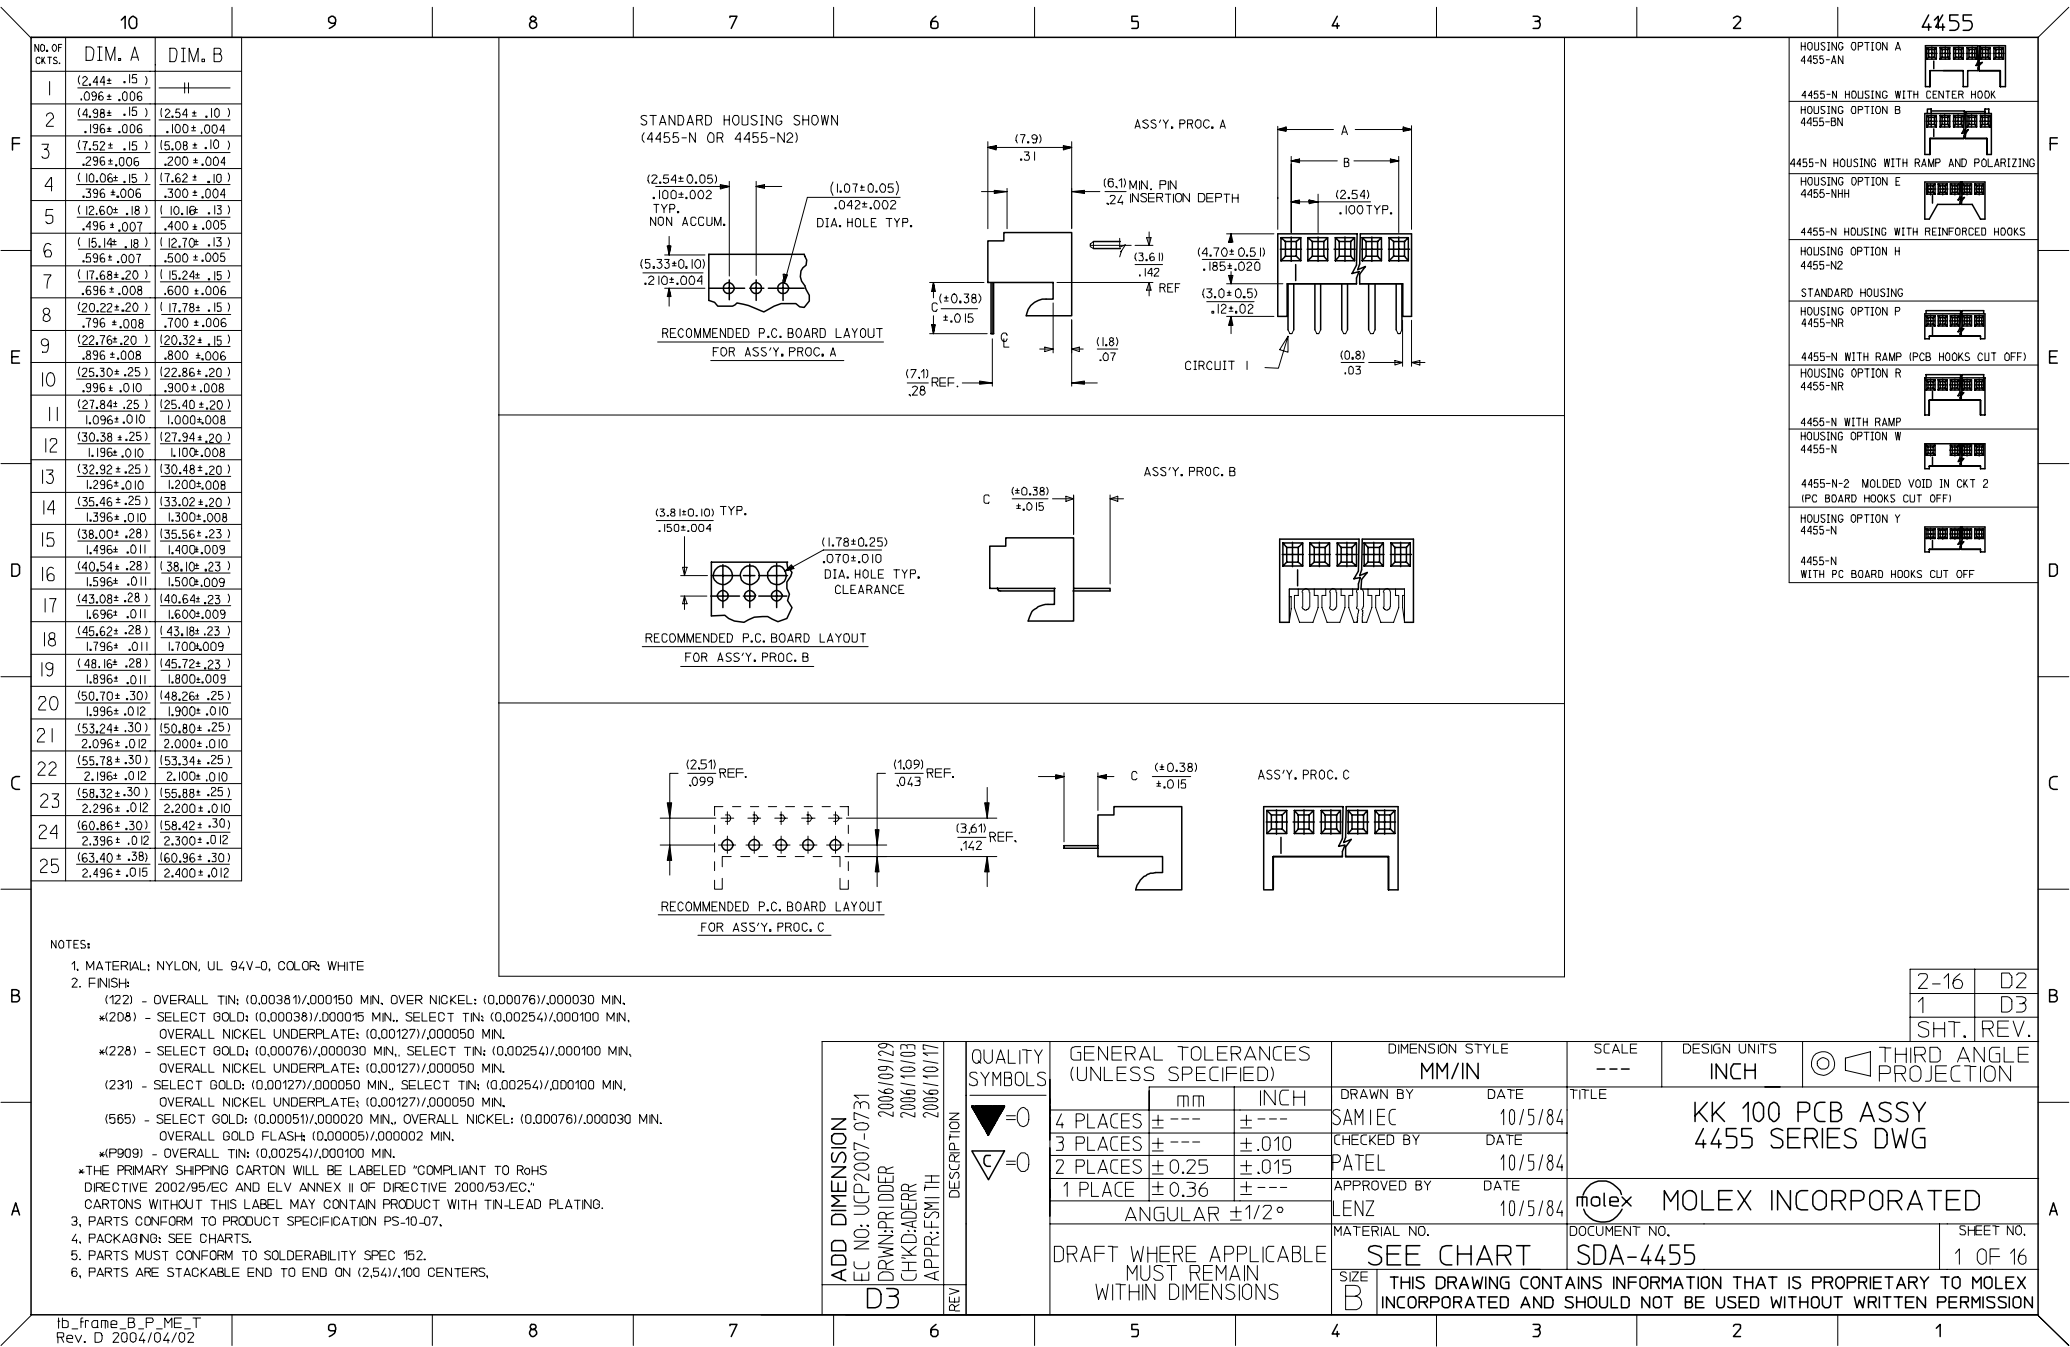 10 9 8 7 6 5 4 3 2 4455
NO. OF CKTS. DIM. A DIM. B
1 (2.44± .15) .096± .006
2 (4.98± .15) .196± .006 (2.54± .10) .100±.004
3 (7.52± .15) .296±.006 (5.08± .10) .200±.004
4 (10.06±.15) .396±.006 (7.62± .10) .300±.004
5 (12.60± .18) .496±.007 (10.16± .13) .400±.005
6 (15.14± .18) .596±.007 (12.70± .13) .500±.005
7 (17.68±.20) .696±.008 (15.24± .15) .600±.006
8 (20.22±.20) .796±.008 (17.78± .15) .700±.006
9 (22.76±.20) .896±.008 (20.32±.15) .800±.006
10 (25.30±.25) .996±.010 (22.86±.20) .900±.008
11 (27.84±.25) 1.096±.010 (25.40±.20) 1.000±.008
12 (30.38±.25) 1.196±.010 (27.94±.20) 1.100±.008
13 (32.92±.25) 1.296±.010 (30.48±.20) 1.200±.008
14 (35.46±.25) 1.396±.010 (33.02±.20) 1.300±.008
15 (38.00±.28) 1.496± .011 (35.56±.23) 1.400±.009
16 (40.54±.28) 1.596± .011 (38.10±.23) 1.500±.009
17 (43.08±.28) 1.696± .011 (40.64±.23) 1.600±.009
18 (45.62±.28) 1.796± .011 (43.18±.23) 1.700±.009
19 (48.16±.28) 1.896± .011 (45.72±.23) 1.800±.009
20 (50.70±.30) 1.996±.012 (48.26±.25) 1.900±.010
21 (53.24±.30) 2.096±.012 (50.80±.25) 2.000±.010
22 (55.78±.30) 2.196±.012 (53.34±.25) 2.100±.010
23 (58.32±.30) 2.296±.012 (55.88±.25) 2.200±.010
24 (60.86±.30) 2.396±.012 (58.42±.30) 2.300±.012
25 (63.40±.38) 2.496±.015 (60.96±.30) 2.400±.012
F E D C B A
STANDARD HOUSING SHOWN
(4455-N OR 4455-N2)
ASS'Y. PROC. A
(2.54±0.05)
.100±.002
TYP.
NON ACCUM.
(1.07±0.05)
.042±.002
DIA. HOLE TYP.
(5.33±0.10)
.210±.004
RECOMMENDED P.C. BOARD LAYOUT
FOR ASS'Y. PROC. A
(7.9)
.31
(6.1) MIN. PIN
.24 INSERTION DEPTH
(3.61)
.142
REF
C (±0.38)
±.015
℄
(1.8)
.07
(7.1) REF.
.28
A
B
(2.54)
.100 TYP.
(4.70±0.51)
.185±.020
(3.0±0.5)
.12±.02
CIRCUIT 1
(0.8)
.03
ASS'Y. PROC. B
(3.81±0.10) TYP.
.150±.004
(1.78±0.25)
.070±.010
DIA. HOLE TYP.
CLEARANCE
RECOMMENDED P.C. BOARD LAYOUT
FOR ASS'Y. PROC. B
C (±0.38)
±.015
(2.51) REF.
.099
(1.09) REF.
.043
(3.61) REF.
.142
RECOMMENDED P.C. BOARD LAYOUT
FOR ASS'Y. PROC. C
C (±0.38)
±.015
ASS'Y. PROC. C
HOUSING OPTION A
4455-AN
4455-N HOUSING WITH CENTER HOOK
HOUSING OPTION B
4455-BN
4455-N HOUSING WITH RAMP AND POLARIZING
HOUSING OPTION E
4455-NHH
4455-N HOUSING WITH REINFORCED HOOKS
HOUSING OPTION H
4455-N2
STANDARD HOUSING
HOUSING OPTION P
4455-NR
4455-N WITH RAMP (PCB HOOKS CUT OFF)
HOUSING OPTION R
4455-NR
4455-N WITH RAMP
HOUSING OPTION W
4455-N
4455-N-2 MOLDED VOID IN CKT 2
(PC BOARD HOOKS CUT OFF)
HOUSING OPTION Y
4455-N
4455-N
WITH PC BOARD HOOKS CUT OFF
F E D C B A
NOTES:
1. MATERIAL: NYLON, UL 94V-0, COLOR: WHITE
2. FINISH:
(122) - OVERALL TIN: (0.00381)/.000150 MIN. OVER NICKEL: (0.00076)/.000030 MIN.
*(208) - SELECT GOLD: (0.00038)/.000015 MIN., SELECT TIN: (0.00254)/.000100 MIN.
OVERALL NICKEL UNDERPLATE: (0.00127)/.000050 MIN.
*(228) - SELECT GOLD: (0.00076)/.000030 MIN., SELECT TIN: (0.00254)/.000100 MIN.
OVERALL NICKEL UNDERPLATE: (0.00127)/.000050 MIN.
(231) - SELECT GOLD: (0.00127)/.000050 MIN., SELECT TIN: (0.00254)/.000100 MIN.
OVERALL NICKEL UNDERPLATE: (0.00127)/.000050 MIN.
(565) - SELECT GOLD: (0.00051)/.000020 MIN., OVERALL NICKEL: (0.00076)/.000030 MIN.
OVERALL GOLD FLASH: (0.00005)/.000002 MIN.
*(P909) - OVERALL TIN: (0.00254)/.000100 MIN.
*THE PRIMARY SHIPPING CARTON WILL BE LABELED "COMPLIANT TO RoHS
DIRECTIVE 2002/95/EC AND ELV ANNEX II OF DIRECTIVE 2000/53/EC."
CARTONS WITHOUT THIS LABEL MAY CONTAIN PRODUCT WITH TIN-LEAD PLATING.
3. PARTS CONFORM TO PRODUCT SPECIFICATION PS-10-07.
4. PACKAGING: SEE CHARTS.
5. PARTS MUST CONFORM TO SOLDERABILITY SPEC 152.
6. PARTS ARE STACKABLE END TO END ON (2.54)/.100 CENTERS.
2-16 D2
1 D3
SHT. REV.
ADD DIMENSION
EC NO: UCP2007-0731
DRWN:PRIDDER 2006/09/29
CH'KD:ADERR 2006/10/03
APPR:FSMITH 2006/10/17
DESCRIPTION
D3 REV
QUALITY
SYMBOLS
=0
C =0
GENERAL TOLERANCES
(UNLESS SPECIFIED)
mm INCH
4 PLACES ± --- ± ---
3 PLACES ± --- ± .010
2 PLACES ± 0.25 ± .015
1 PLACE ± 0.36 ± ---
ANGULAR ±1/2°
DRAFT WHERE APPLICABLE
MUST REMAIN
WITHIN DIMENSIONS
DIMENSION STYLE
MM/IN
SCALE
---
DESIGN UNITS
INCH
THIRD ANGLE
PROJECTION
DRAWN BY DATE
SAMIEC 10/5/84
CHECKED BY DATE
PATEL 10/5/84
APPROVED BY DATE
LENZ 10/5/84
TITLE
KK 100 PCB ASSY
4455 SERIES DWG
molex MOLEX INCORPORATED
MATERIAL NO.
SEE CHART
DOCUMENT NO.
SDA-4455
SHEET NO.
1 OF 16
SIZE
B
THIS DRAWING CONTAINS INFORMATION THAT IS PROPRIETARY TO MOLEX
INCORPORATED AND SHOULD NOT BE USED WITHOUT WRITTEN PERMISSION
tb_frame_B_P_ME_T
Rev. D 2004/04/02
9 8 7 6 5 4 3 2 1